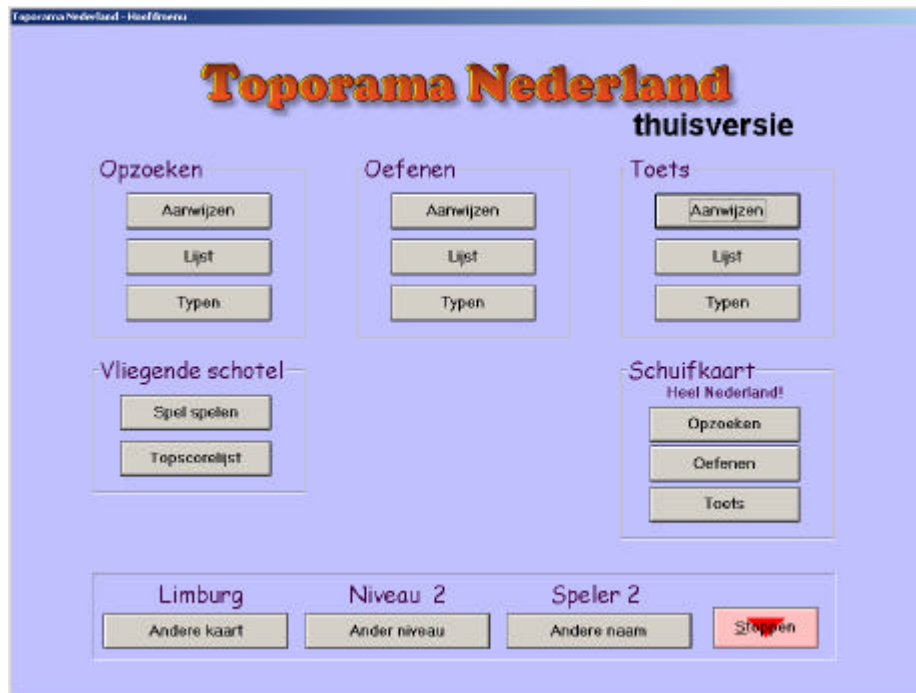 Toporama Nederland - Hoofdmenu
Toporama Nederland
thuisversie
Opzoeken
Aanwijzen
Lijst
Typen
Oefenen
Aanwijzen
Lijst
Typen
Toets
Aanwijzen
Lijst
Typen
Vliegende schotel
Spel spelen
Topscorelijst
Schuifkaart
Heel Nederland!
Opzoeken
Oefenen
Toets
Limburg
Andere kaart
Niveau 2
Ander niveau
Speler 2
Andere naam
Stoppen